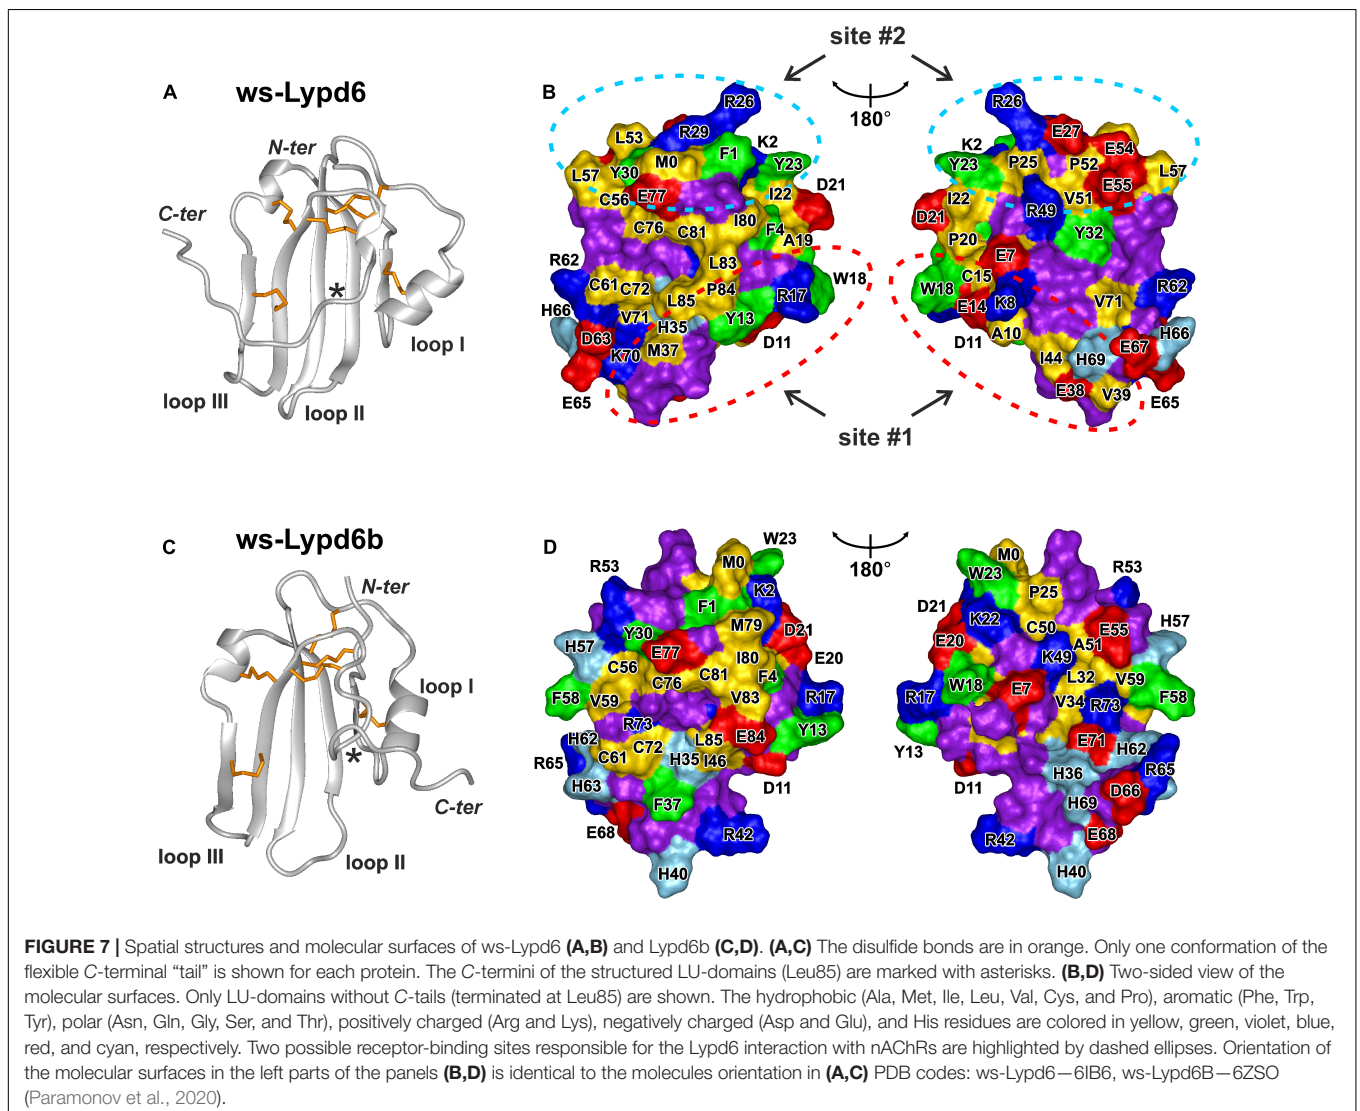 site #2
A
ws-Lypd6
B
180°
N-ter
C-ter
*
loop I
loop II
loop III
R26
R29
L53
M0
F1
K2
Y23
Y30
L57
E77
C56
I22
D21
I80
C76
C81
F4
A19
L83
W18
R62
C61
C72
P84
R17
L85
H66
V71
H35
Y13
D63
K70
M37
D11
E65
R26
E27
K2
E54
Y23
P25
P52
L57
E55
I22
V51
D21
R49
Y32
P20
E7
C15
W18
K8
E14
V71
R62
D11
A10
H66
E67
I44
H69
E38
V39
E65
site #1
C
ws-Lypd6b
D
180°
N-ter
loop I
*
C-ter
loop III
loop II
W23
M0
R53
K2
F1
M79
D21
Y30
H57
E77
I80
E20
C56
F4
C76
C81
F58
V59
V83
R17
R73
Y13
H62
L85
E84
C72
R65
C61
H35
I46
H63
D11
F37
E68
R42
H40
M0
W23
R53
P25
D21
K22
E55
H57
C50
E20
A51
K49
L32
V59
W18
E7
F58
R17
V34
R73
Y13
E71
H62
R65
H36
D11
D66
H69
E68
R42
H40
FIGURE 7 | Spatial structures and molecular surfaces of ws-Lypd6 (A,B) and Lypd6b (C,D). (A,C) The disulfide bonds are in orange. Only one conformation of the
flexible C-terminal “tail” is shown for each protein. The C-termini of the structured LU-domains (Leu85) are marked with asterisks. (B,D) Two-sided view of the
molecular surfaces. Only LU-domains without C-tails (terminated at Leu85) are shown. The hydrophobic (Ala, Met, Ile, Leu, Val, Cys, and Pro), aromatic (Phe, Trp,
Tyr), polar (Asn, Gln, Gly, Ser, and Thr), positively charged (Arg and Lys), negatively charged (Asp and Glu), and His residues are colored in yellow, green, violet, blue,
red, and cyan, respectively. Two possible receptor-binding sites responsible for the Lypd6 interaction with nAChRs are highlighted by dashed ellipses. Orientation of
the molecular surfaces in the left parts of the panels (B,D) is identical to the molecules orientation in (A,C) PDB codes: ws-Lypd6—6IB6, ws-Lypd6B—6ZSO
(Paramonov et al., 2020).